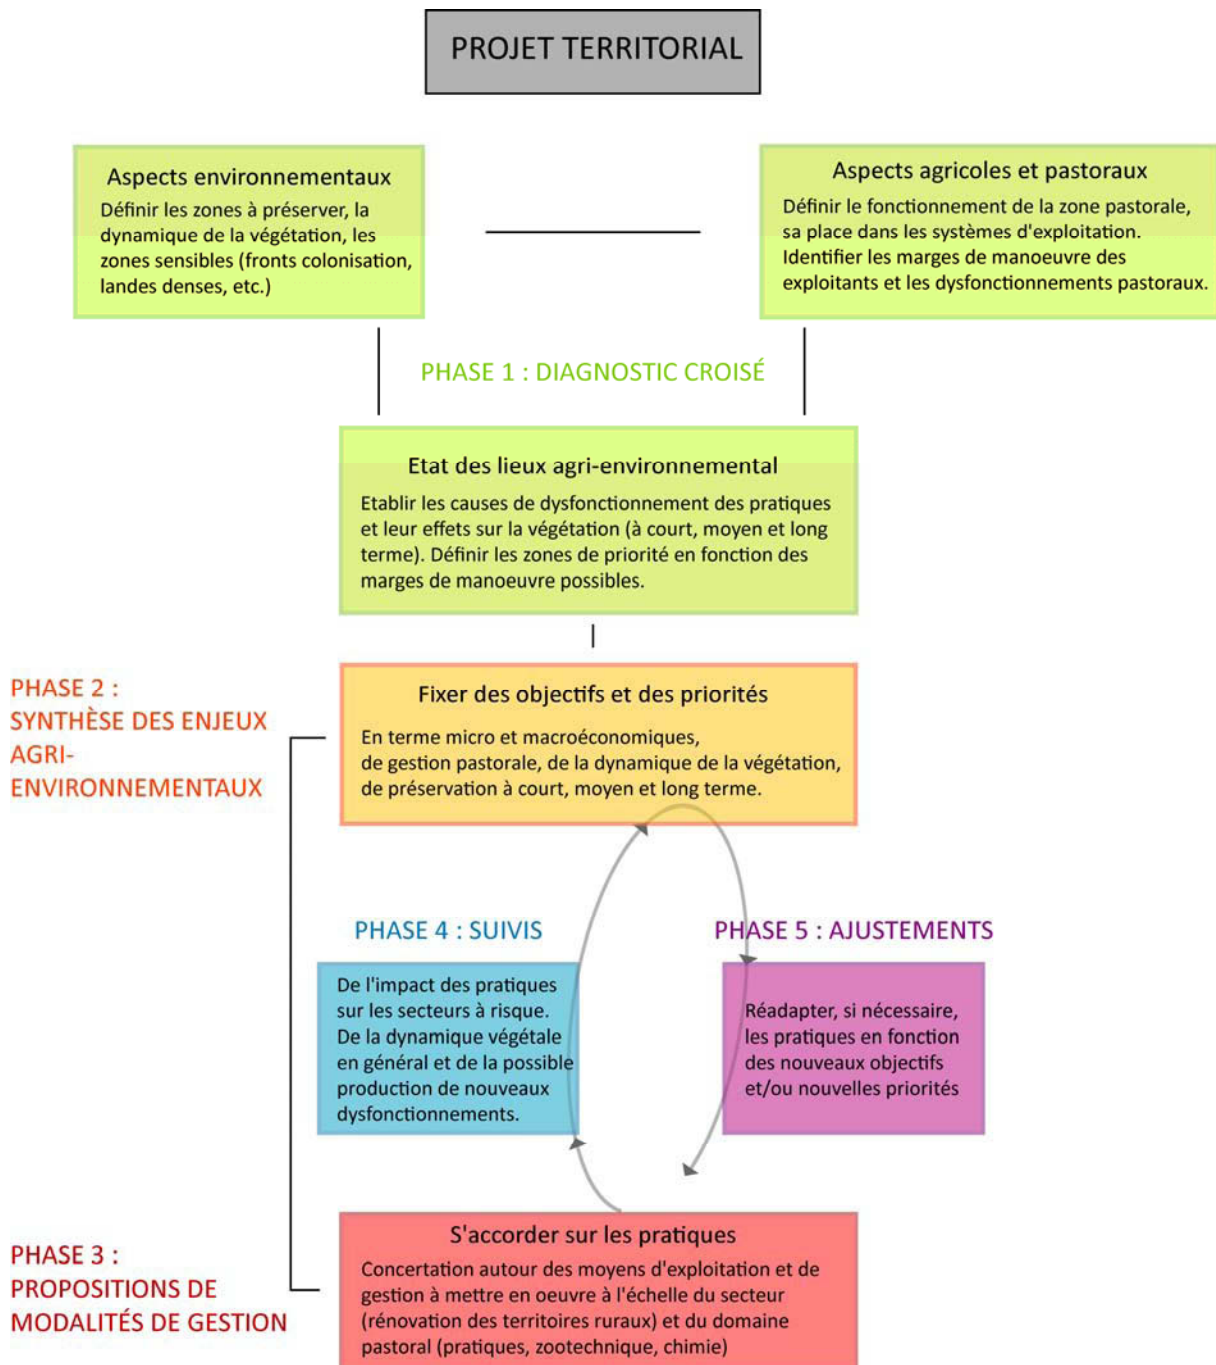 PROJET TERRITORIAL
Aspects environnementaux
Définir les zones à préserver, la
dynamique de la végétation, les
zones sensibles (fronts colonisation,
landes denses, etc.)
Aspects agricoles et pastoraux
Définir le fonctionnement de la zone pastorale,
sa place dans les systèmes d'exploitation.
Identifier les marges de manoeuvre des
exploitants et les dysfonctionnements pastoraux.
PHASE 1 : DIAGNOSTIC CROISÉ
Etat des lieux agri-environnemental
Etablir les causes de dysfonctionnement des pratiques
et leur effets sur la végétation (à court, moyen et long
terme). Définir les zones de priorité en fonction des
marges de manoeuvre possibles.
PHASE 2 :
SYNTHÈSE DES ENJEUX
AGRI-
ENVIRONNEMENTAUX
Fixer des objectifs et des priorités
En terme micro et macroéconomiques,
de gestion pastorale, de la dynamique de la végétation,
de préservation à court, moyen et long terme.
PHASE 4 : SUIVIS
De l'impact des pratiques
sur les secteurs à risque.
De la dynamique végétale
en général et de la possible
production de nouveaux
dysfonctionnements.
PHASE 5 : AJUSTEMENTS
Réadapter, si nécessaire,
les pratiques en fonction
des nouveaux objectifs
et/ou nouvelles priorités
PHASE 3 :
PROPOSITIONS DE
MODALITÉS DE GESTION
S'accorder sur les pratiques
Concertation autour des moyens d'exploitation et de
gestion à mettre en oeuvre à l'échelle du secteur
(rénovation des territoires ruraux) et du domaine
pastoral (pratiques, zootechnique, chimie)